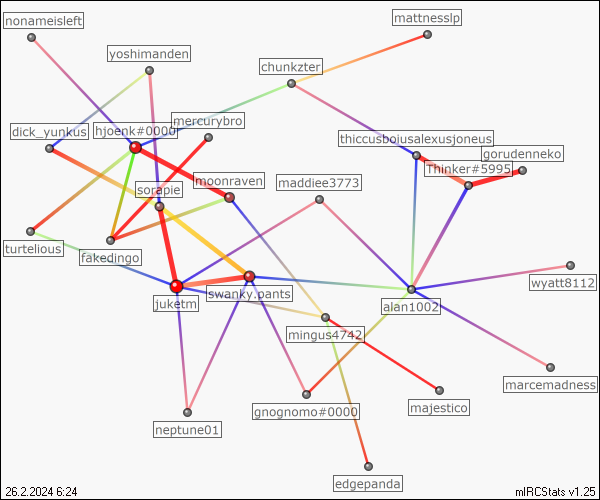 nonameisleft
mattnesslp
yoshimanden
chunkzter
mercurybro
dick_yunkus
hjoenk#0000
thiccusboiusalexusjoneus
gorudenneko
Thinker#5995
moonraven
maddiee3773
sorapie
turtelious
fakedingo
wyatt8112
swanky.pants
juketm
alan1002
mingus4742
marcemadness
gnognomo#0000
majestico
neptune01
edgepanda
26.2.2024 6:24
mIRCStats v1.25